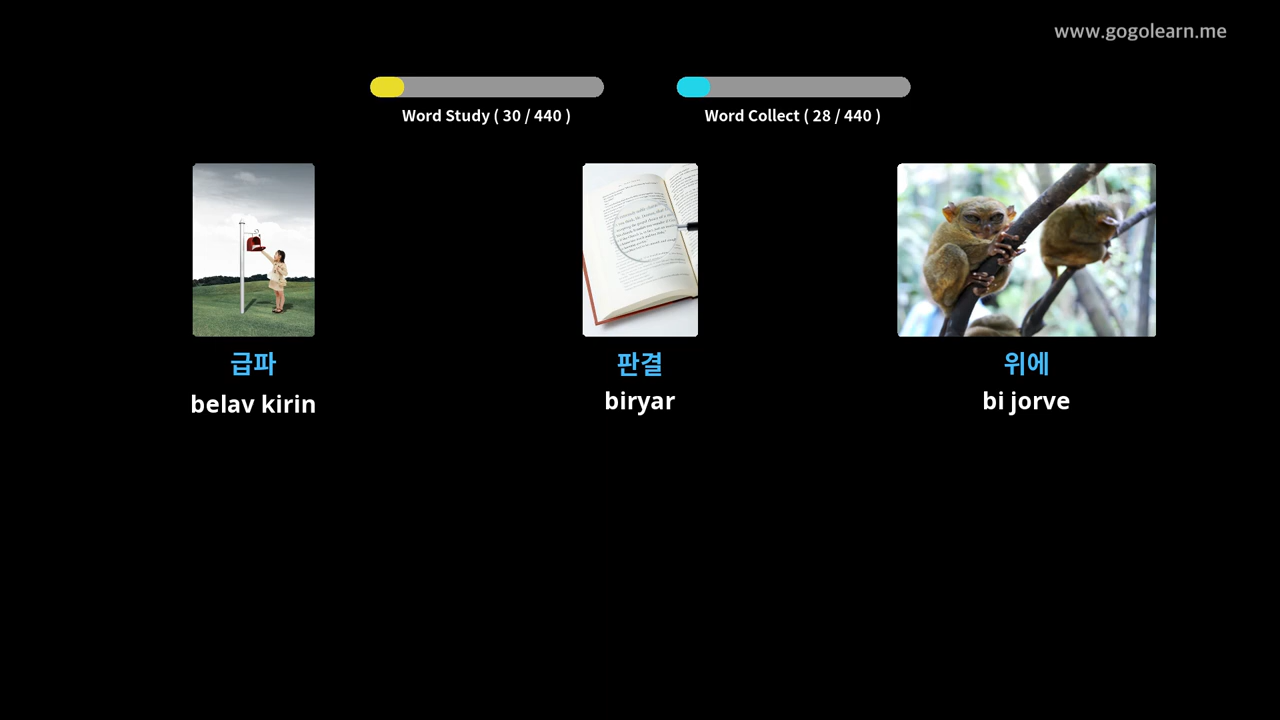 www.gogolearn.me
Word Study ( 30 / 440 )
Word Collect ( 28 / 440 )
급파
판결
위에
belav kirin
biryar
bi jorve